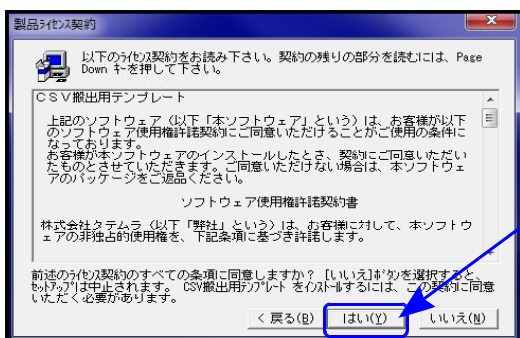 製品ライセンス契約
以下のライセンス契約をお読み下さい。契約の残りの部分を読むには、Page
Down キーを押して下さい。
CSV搬出用テンプレート
上記のソフトウェア（以下「本ソフトウェア」という）は、お客様が以下
のソフトウェア使用権許諾契約にご同意いただけることがご使用の条件に
なっております。
お客様が本ソフトウェアのインストールしたとき、契約にご同意いただい
たものとさせていただきます。ご同意いただけない場合は、本ソフトウェ
アのパッケージをご返品ください。
ソフトウェア使用権許諾契約書
株式会社クテムラ（以下「弊社」という）は、お客様に対して、本ソフトウ
ェアの非独占的使用権を、下記条項に基づき許諾します。
前述のライセンス契約のすべての条項に同意しますか？ [いいえ]ボタンを選択すると、
セットアップは中止されます。 CSV搬出用テンプレート をインストールするには、この契約に同意
いただく必要があります。
< 戻る(B)　はい(Y)　いいえ(N)